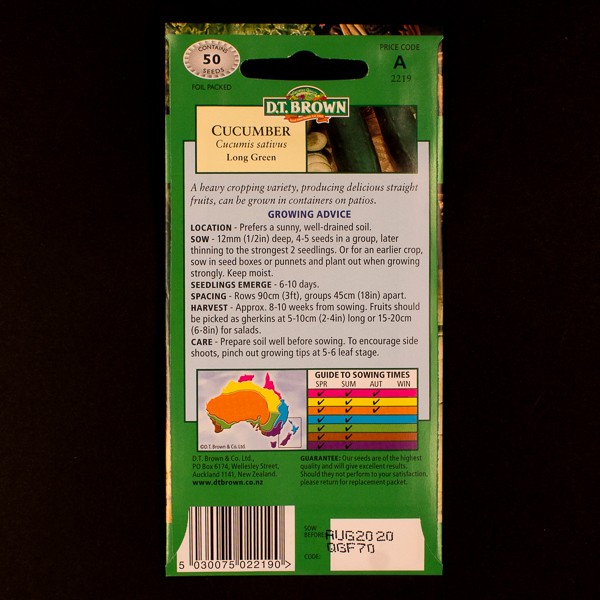 CONTAINS
50
SEEDS
FOIL PACKED
PRICE CODE
A
2219
D.T. BROWN
CUCUMBER
Cucumis sativus
Long Green
A heavy cropping variety, producing delicious straight
fruits, can be grown in containers on patios.
GROWING ADVICE
LOCATION - Prefers a sunny, well-drained soil.
SOW - 12mm (1/2in) deep, 4-5 seeds in a group, later
thinning to the strongest 2 seedlings. Or for an earlier crop,
sow in seed boxes or punnets and plant out when growing
strongly. Keep moist.
SEEDLINGS EMERGE - 6-10 days.
SPACING - Rows 90cm (3ft), groups 45cm (18in) apart.
HARVEST - Approx. 8-10 weeks from sowing. Fruits should
be picked as gherkins at 5-10cm (2-4in) long or 15-20cm
(6-8in) for salads.
CARE - Prepare soil well before sowing. To encourage side
shoots, pinch out growing tips at 5-6 leaf stage.
GUIDE TO SOWING TIMES
SPR SUM AUT WIN
©D.T. Brown & Co. Ltd.
D.T. Brown & Co. Ltd.,
PO Box 6174, Wellesley Street,
Auckland 1141, New Zealand.
www.dtbrown.co.nz
GUARANTEE: Our seeds are of the highest
quality and will give excellent results.
Should they not perform to your satisfaction,
please return for replacement packet.
SOW
BEFORE: AUG2020
CODE: QGF70
5 030075 022190 >